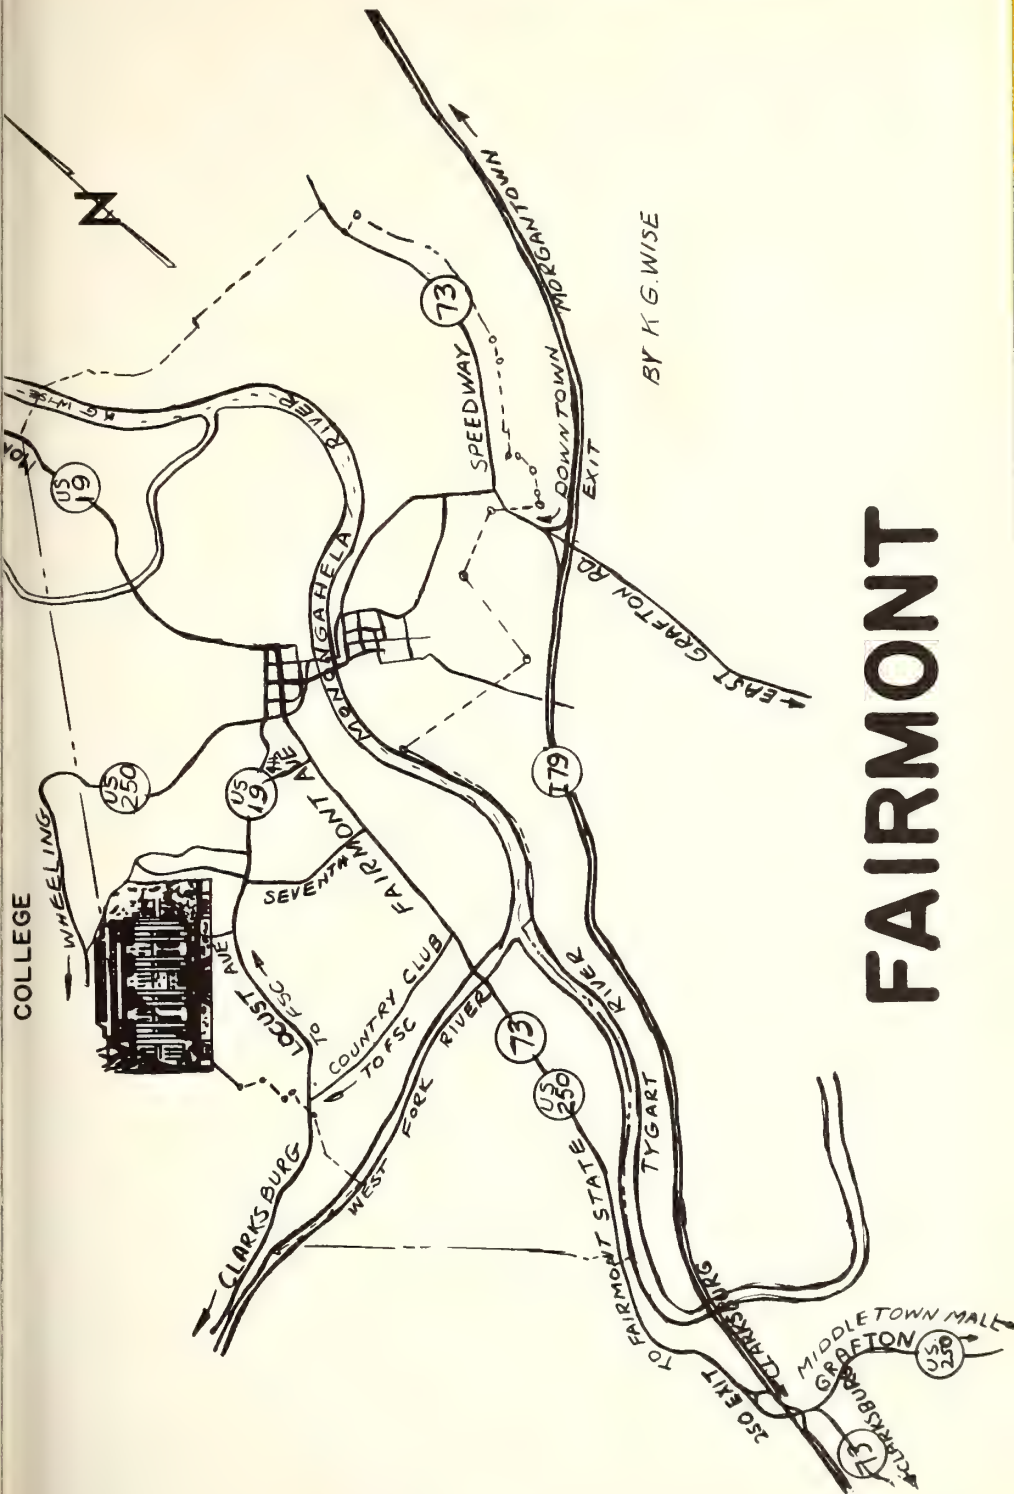 COLLEGE
WHEELING
US 250
US 19
MON
K G WISE
N
MONONGAHELA RIVER
LOCUST AVE
TO FSC
SEVENTH
FAIRMONT AVE
4TH AVE
COUNTRY CLUB
TO FSC
US 19
CLARKSBURG
WEST FORK RIVER
73
US 250
TO FAIRMONT STATE
250 EXIT
TYGART RIVER
CLARKSBURG
MIDDLETOWN MALL
GRAFTON
US 250
CLARKSBURG
73
CLARKSBURG
I 79
EAST GRAFTON RD
DOWNTOWN
EXIT
SPEEDWAY
73
MORGANTOWN
BY K G. WISE
FAIRMONT